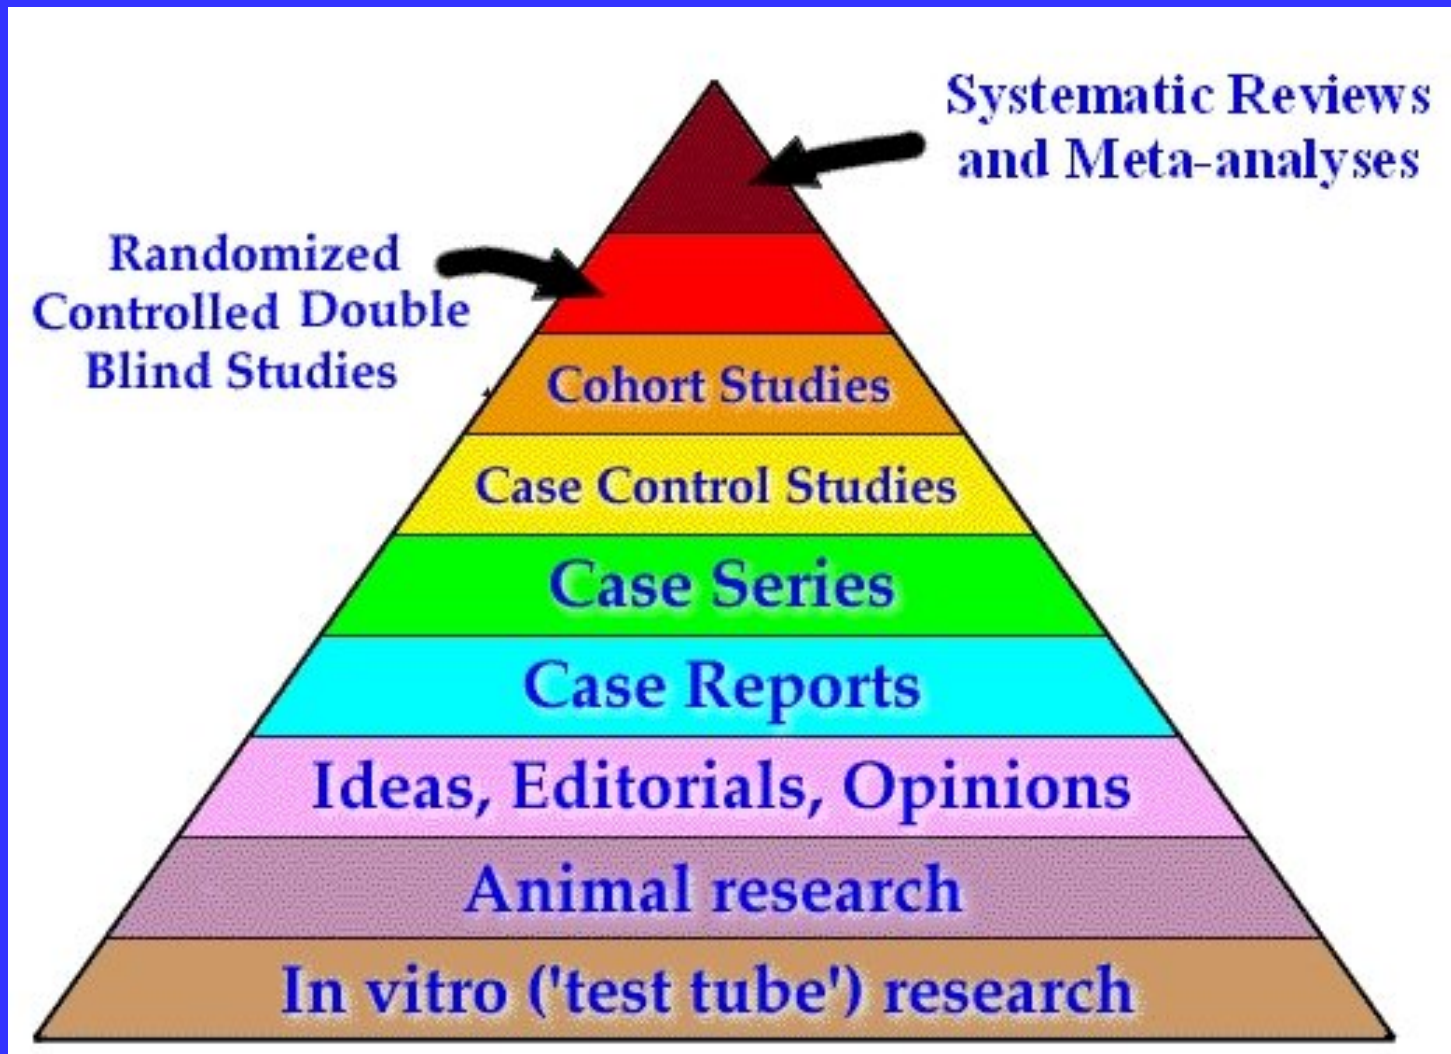 Systematic Reviews
and Meta-analyses
Randomized
Controlled Double
Blind Studies
Cohort Studies
Case Control Studies
Case Series
Case Reports
Ideas, Editorials, Opinions
Animal research
In vitro ('test tube') research